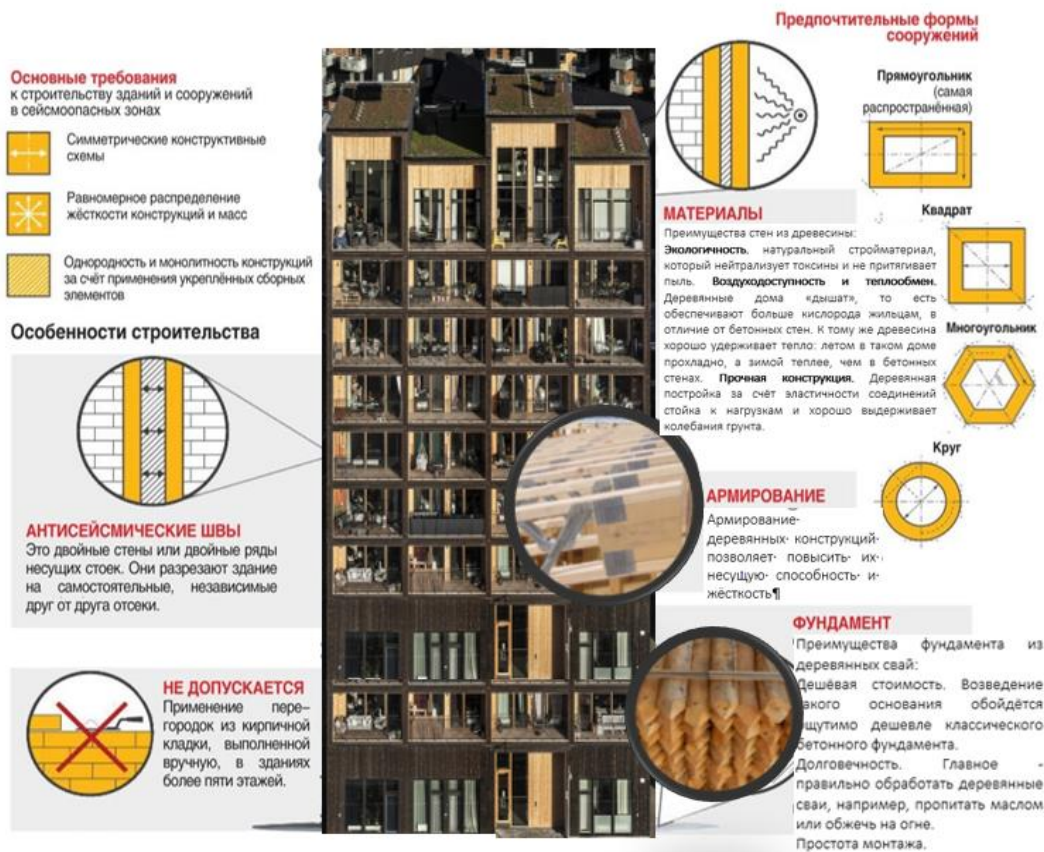 Основные требования
к строительству зданий и сооружений
в сейсмоопасных зонах
Симметрические конструктивные
схемы
Равномерное распределение
жёсткости конструкций и масс
Однородность и монолитность конструкций
за счёт применения укреплённых сборных
элементов
Особенности строительства
АНТИСЕЙСМИЧЕСКИЕ ШВЫ
Это двойные стены или двойные ряды
несущих стоек. Они разрезают здание
на самостоятельные, независимые
друг от друга отсеки.
НЕ ДОПУСКАЕТСЯ
Применение пере-
городок из кирпичной
кладки, выполненной
вручную, в зданиях
более пяти этажей.
Предпочтительные формы
сооружений
Прямоугольник
(самая
распространённая)
Квадрат
Многоугольник
Круг
МАТЕРИАЛЫ
Преимущества стен из древесины:
Экологичность. натуральный стройматериал,
который нейтрализует токсины и не притягивает
пыль. Воздуходоступность и теплообмен.
Деревянные дома «дышат», то есть
обеспечивают больше кислорода жильцам, в
отличие от бетонных стен. К тому же древесина
хорошо удерживает тепло: летом в таком доме
прохладно, а зимой теплее, чем в бетонных
стенах. Прочная конструкция. Деревянная
постройка за счёт эластичности соединений
стойка к нагрузкам и хорошо выдерживает
колебания грунта.
АРМИРОВАНИЕ
Армирование·
деревянных· конструкций·
позволяет· повысить· их·
несущую· способность· и·
жёсткость¶
ФУНДАМЕНТ
Преимущества фундамента из
деревянных свай:
Дешёвая стоимость. Возведение
акого основания обойдётся
щутимо дешевле классического
бетонного фундамента.
Долговечность. Главное -
правильно обработать деревянные
сваи, например, пропитать маслом
или обжечь на огне.
Простота монтажа.